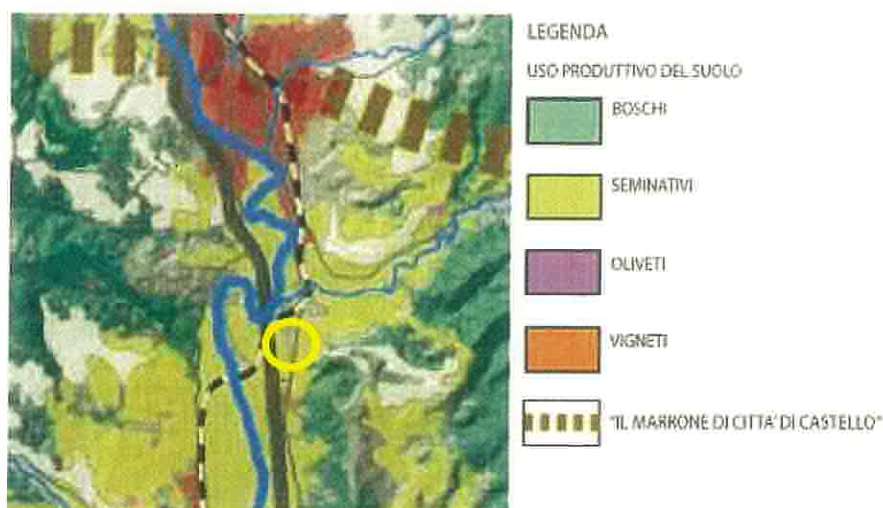 LEGENDA
USO PRODUTTIVO DEL SUOLO
BOSCHI
SEMINATIVI
OLIVETI
VIGNETI
"IL MARRONE DI CITTA' DI CASTELLO"